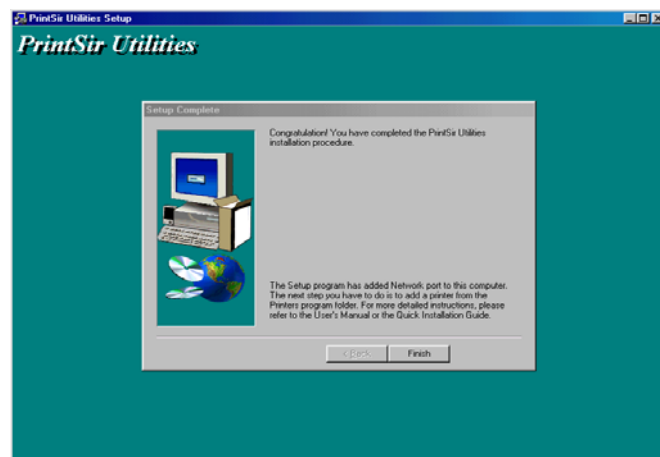 PrintSir Utilities Setup
PrintSir Utilities
Setup Complete
Congratulation! You have completed the PrintSir Utilities
installation procedure.
The Setup program has added Network port to this computer.
The next step you have to do is to add a printer from the
Printers program folder. For more detailed instructions, please
refer to the User's Manual or the Quick Installation Guide.
< Back Finish